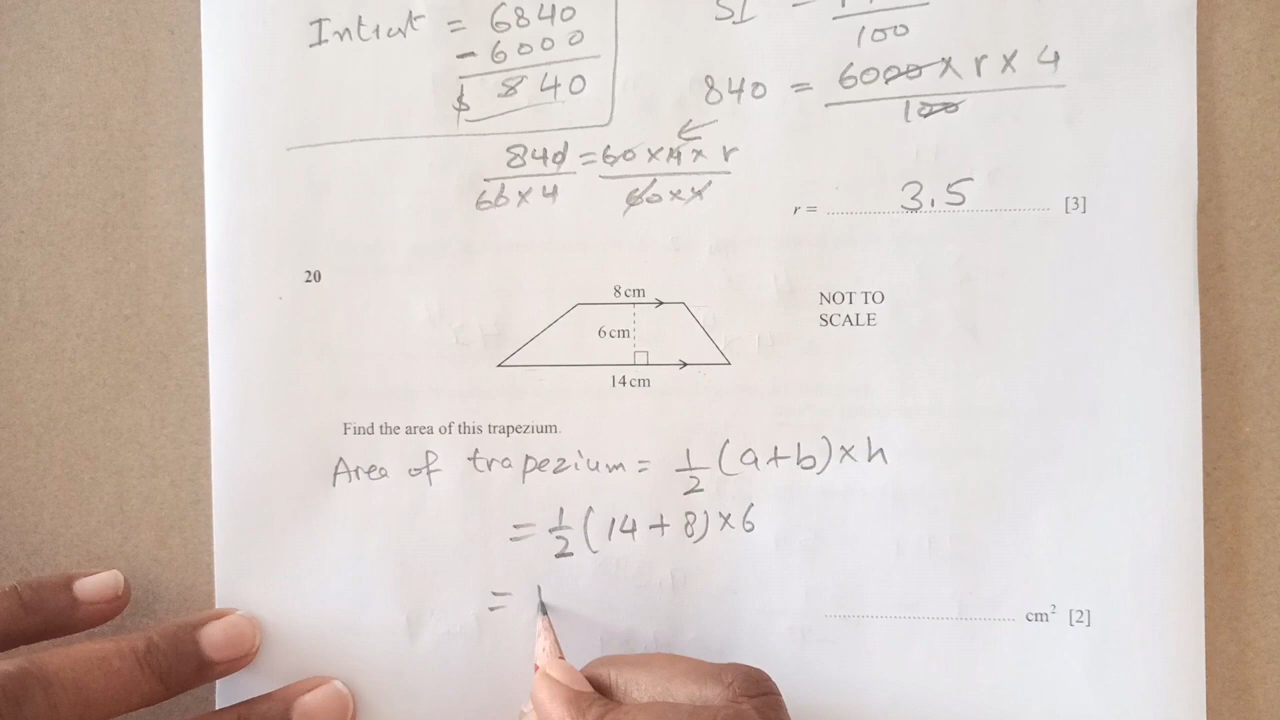 Intrest = 6840
- 6000
$ 840
SI =
100
840 = 6000 × r × 4
100
840 = 60 × 4 × r
60 × 4 60 × 4
r = 3.5 [3]
20
8 cm
NOT TO
SCALE
6 cm
14 cm
Find the area of this trapezium.
Area of trapezium = 1/2 (a+b) × h
= 1/2 (14 + 8) × 6
=
cm² [2]